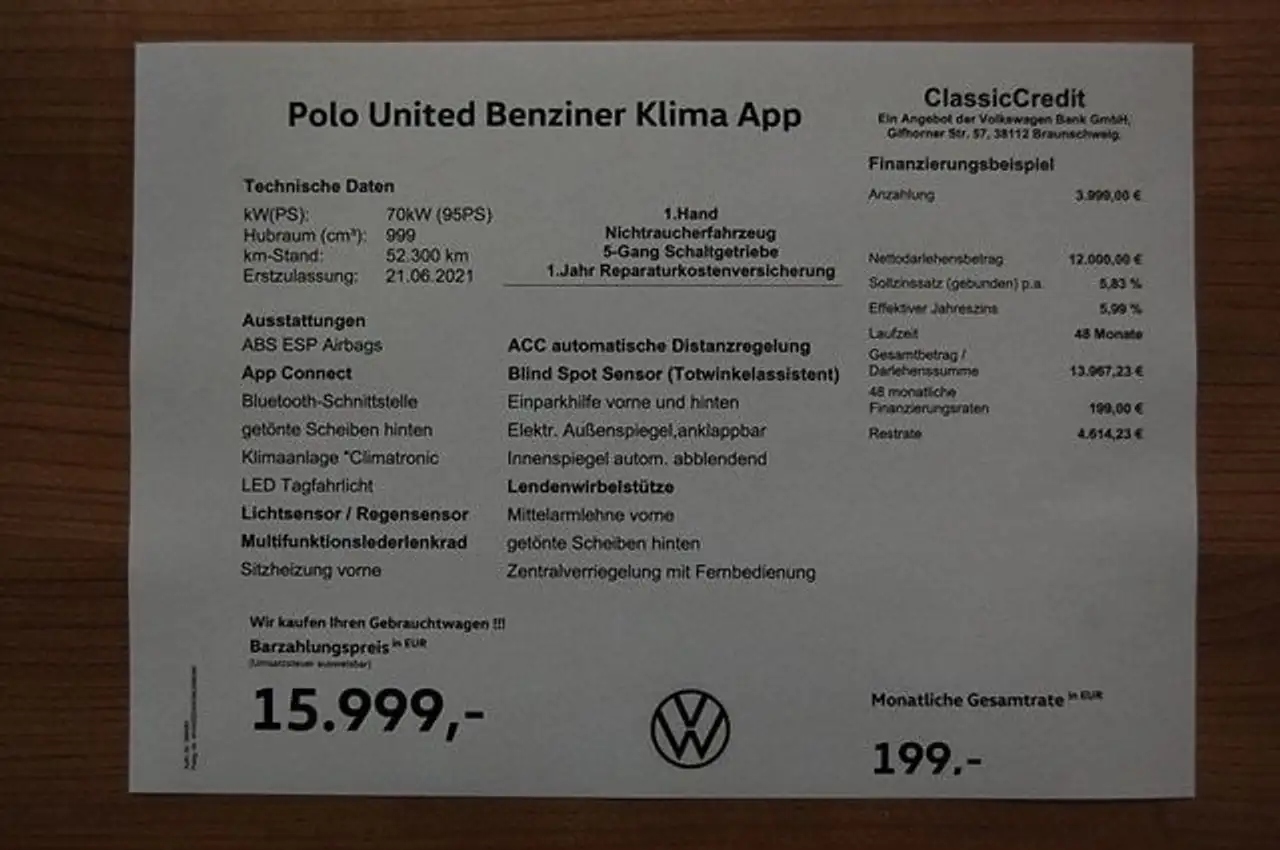 Polo United Benziner Klima App
ClassicCredit
Ein Angebot der Volkswagen Bank GmbH,
Gifhorner Str. 57, 38112 Braunschweig.
Finanzierungsbeispiel
Anzahlung 3.999,00 €
Nettodarlehensbetrag 12.000,00 €
Sollzinssatz (gebunden) p.a. 5,83 %
Effektiver Jahreszins 5,99 %
Laufzeit 48 Monate
Gesamtbetrag /
Darlehenssumme 13.967,23 €
48 monatliche
Finanzierungsraten 199,00 €
Restrate 4.614,23 €
Technische Daten
kW(PS): 70kW (95PS)
Hubraum (cm³): 999
km-Stand: 52.300 km
Erstzulassung: 21.06.2021
1.Hand
Nichtraucherfahrzeug
5-Gang Schaltgetriebe
1.Jahr Reparaturkostenversicherung
Ausstattungen
ABS ESP Airbags
App Connect
Bluetooth-Schnittstelle
getönte Scheiben hinten
Klimaanlage "Climatronic
LED Tagfahrlicht
Lichtsensor / Regensensor
Multifunktionslederlenkrad
Sitzheizung vorne
ACC automatische Distanzregelung
Blind Spot Sensor (Totwinkelassistent)
Einparkhilfe vorne und hinten
Elektr. Außenspiegel,anklappbar
Innenspiegel autom. abblendend
Lendenwirbelstütze
Mittelarmlehne vorne
getönte Scheiben hinten
Zentralverriegelung mit Fernbedienung
Wir kaufen Ihren Gebrauchtwagen !!!
Barzahlungspreis in EUR
(Umsatzsteuer ausweisbar)
15.999,-
Monatliche Gesamtrate in EUR
199,-